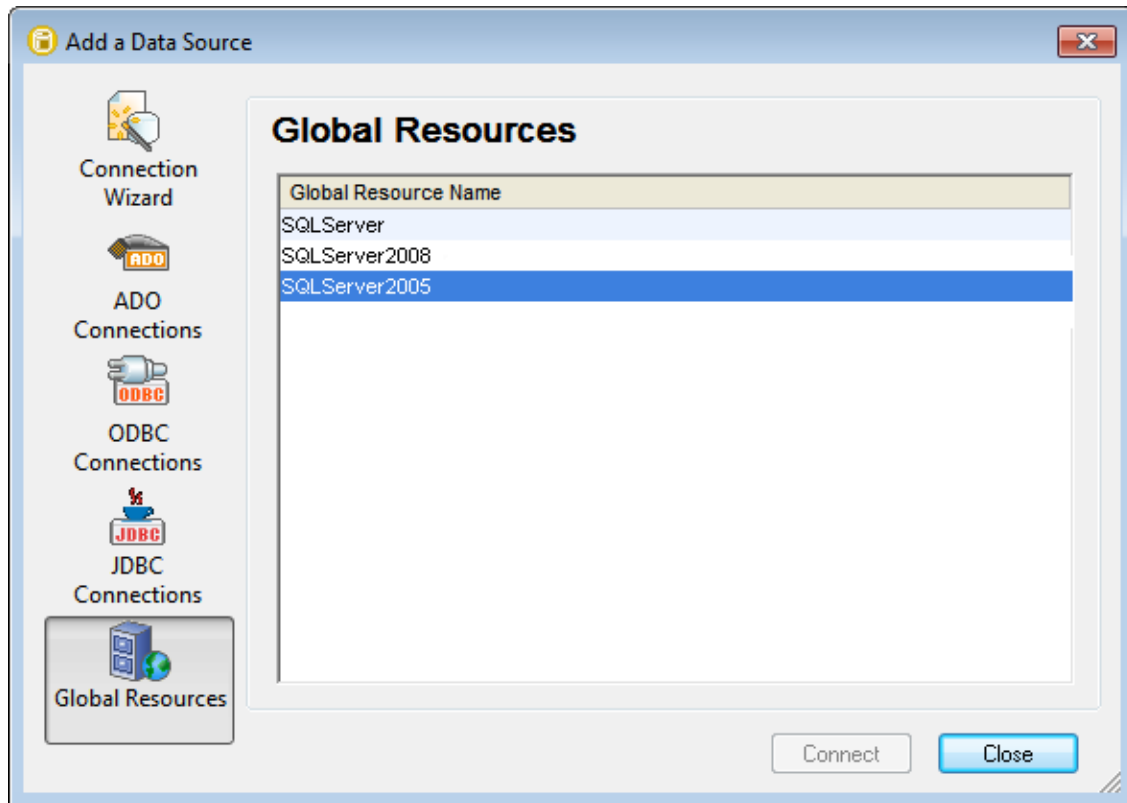 Add a Data Source
Connection
Wizard
ADO
ADO
Connections
ODBC
ODBC
Connections
JDBC
JDBC
Connections
Global Resources
Global Resources
Global Resource Name
SQLServer
SQLServer2008
SQLServer2005
Connect
Close